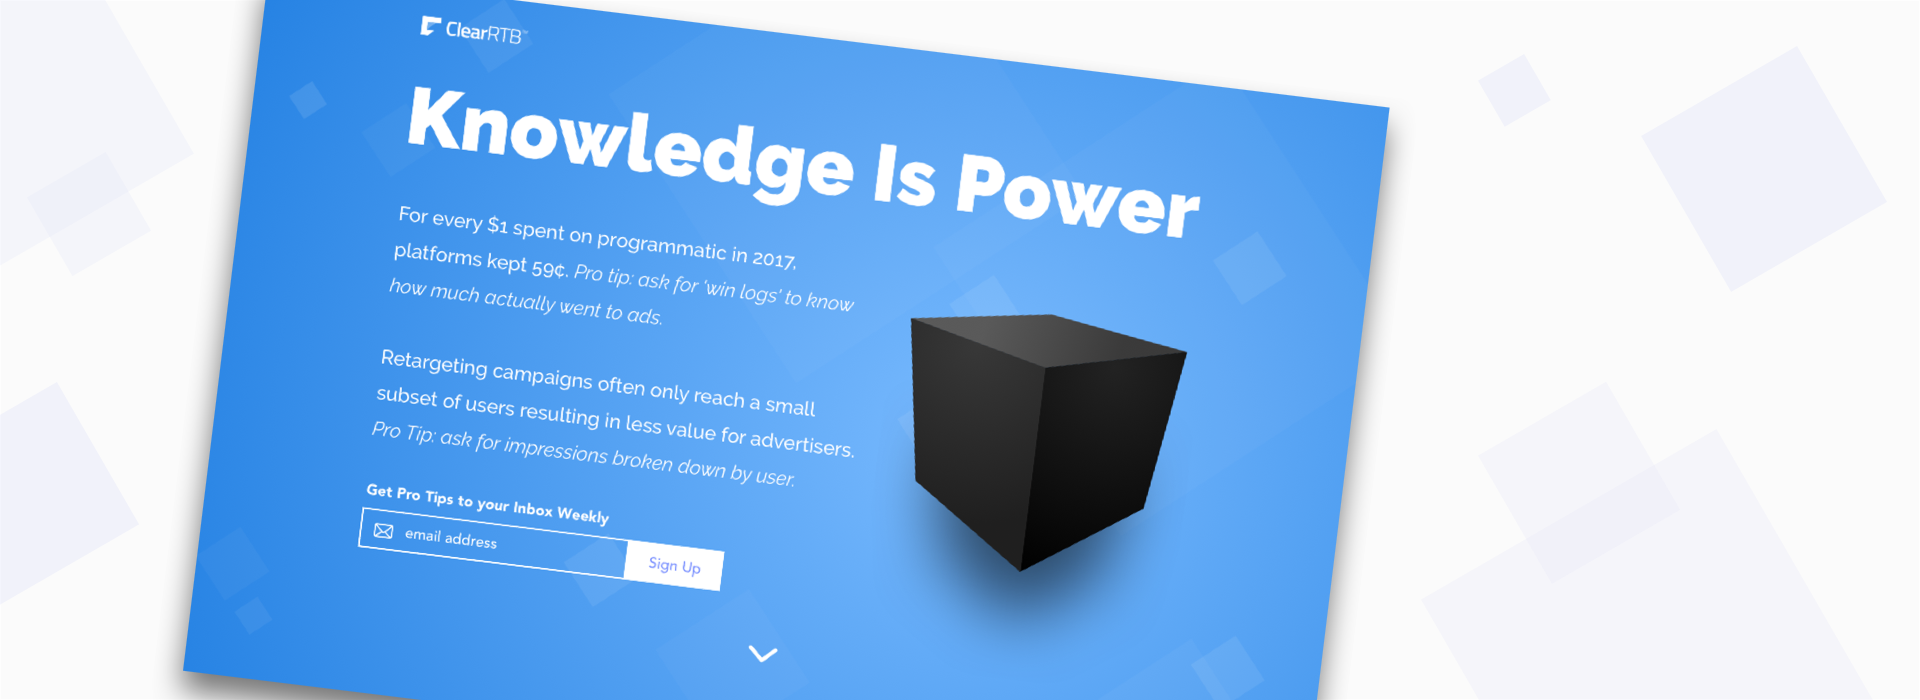 ClearRTB™
Knowledge Is Power
For every $1 spent on programmatic in 2017,
platforms kept 59¢. Pro tip: ask for 'win logs' to know
how much actually went to ads.
Retargeting campaigns often only reach a small
subset of users resulting in less value for advertisers.
Pro Tip: ask for impressions broken down by user.
Get Pro Tips to your Inbox Weekly
email address
Sign Up